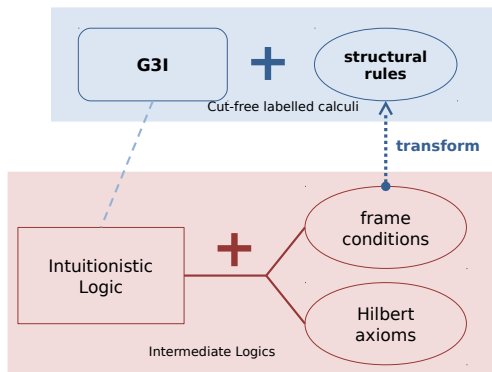 G3I
+
structural
rules
Cut-free labelled calculi
transform
Intuitionistic
Logic
+
frame
conditions
Hilbert
axioms
Intermediate Logics